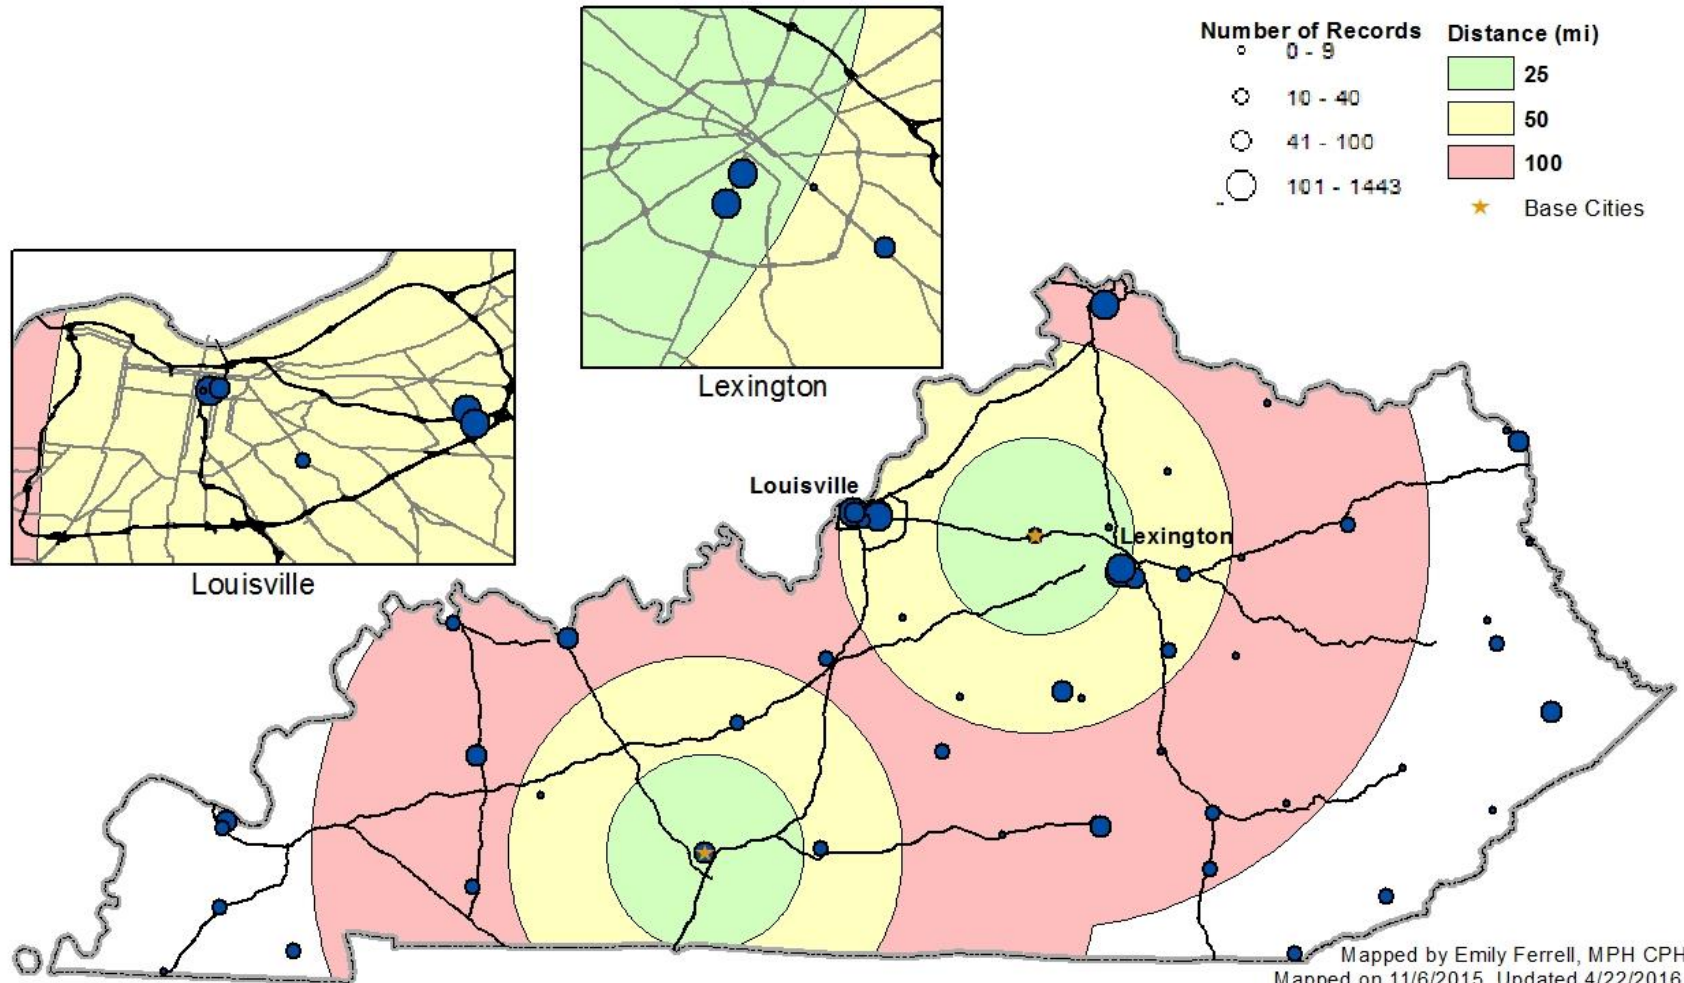 Number of Records
0 - 9
10 - 40
41 - 100
101 - 1443
Distance (mi)
25
50
100
Base Cities
Lexington
Louisville
Louisville
Lexington
Mapped by Emily Ferrell, MPH CPH
Mapped on 11/6/2015, Updated 4/22/2016